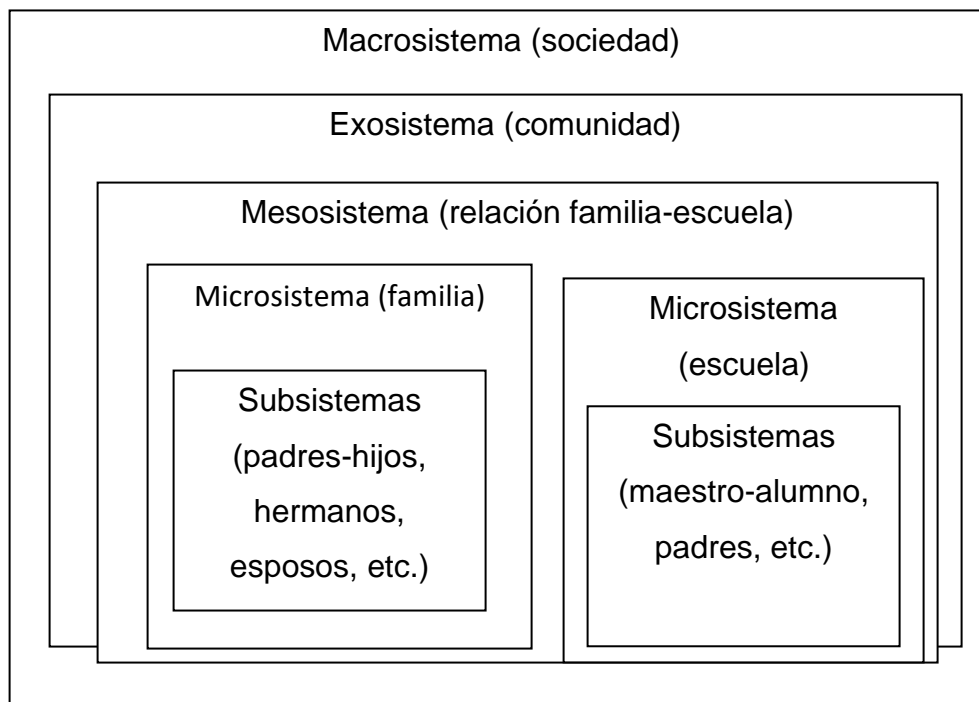 Macrosistema (sociedad)
Exosistema (comunidad)
Mesosistema (relación familia-escuela)
Microsistema (familia)
Subsistemas
(padres-hijos,
hermanos,
esposos, etc.)
Microsistema
(escuela)
Subsistemas
(maestro-alumno,
padres, etc.)